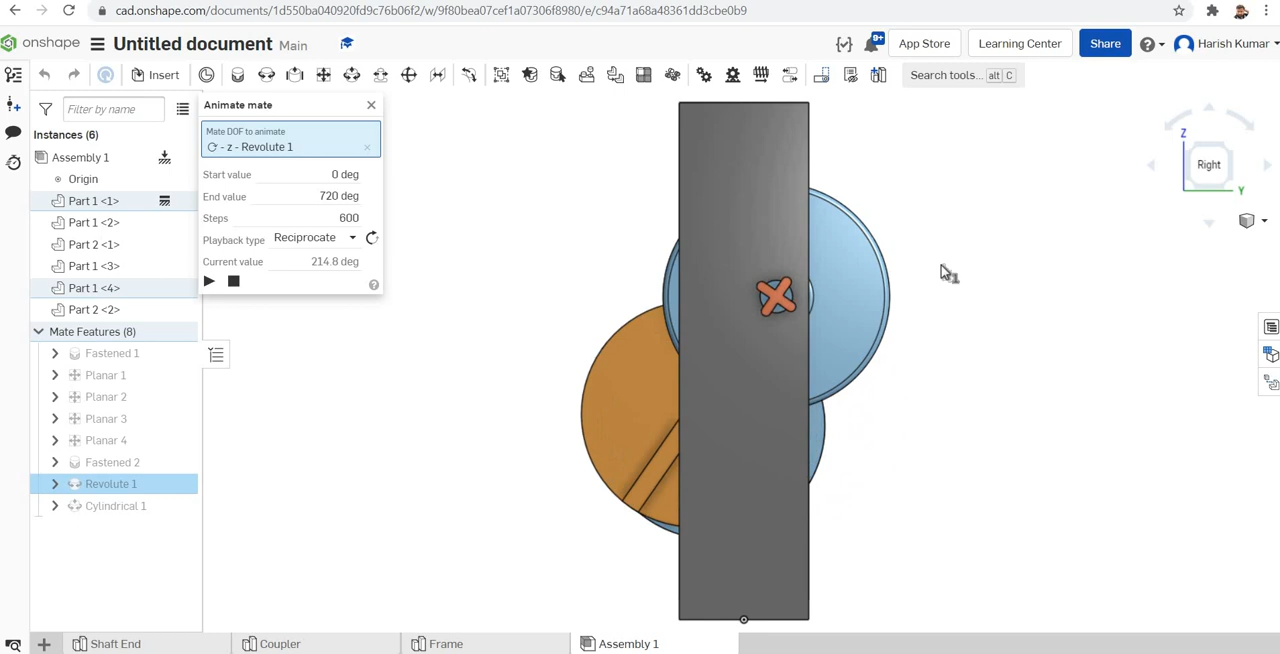 cad.onshape.com/documents/1d550ba040920fd9c76b06f2/w/9f80bea07cef1a07306f8980/e/c94a71a68a48361dd3cbe0b9
onshape Untitled document Main 9+ App Store Learning Center Share Harish Kumar
Insert Search tools... alt C
Filter by name
Instances (6)
Assembly 1
Origin
Part 1 <1>
Part 1 <2>
Part 2 <1>
Part 1 <3>
Part 1 <4>
Part 2 <2>
Mate Features (8)
Fastened 1
Planar 1
Planar 2
Planar 3
Planar 4
Fastened 2
Revolute 1
Cylindrical 1
Animate mate
Mate DOF to animate
- z - Revolute 1
Start value 0 deg
End value 720 deg
Steps 600
Playback type Reciprocate
Current value 214.8 deg
Z
Right
Y
Shaft End Coupler Frame Assembly 1